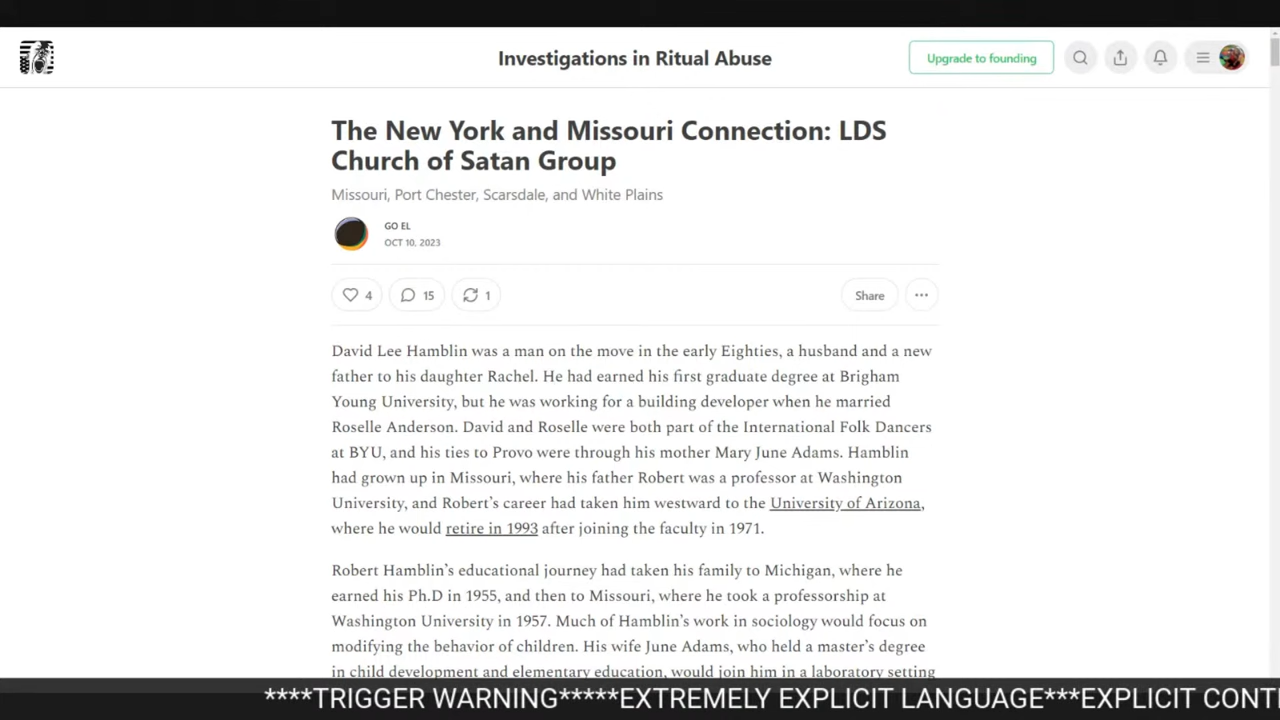 Investigations in Ritual Abuse
Upgrade to founding
The New York and Missouri Connection: LDS
Church of Satan Group
Missouri, Port Chester, Scarsdale, and White Plains
GO EL
OCT 10, 2023
4
15
1
Share
David Lee Hamblin was a man on the move in the early Eighties, a husband and a new
father to his daughter Rachel. He had earned his first graduate degree at Brigham
Young University, but he was working for a building developer when he married
Roselle Anderson. David and Roselle were both part of the International Folk Dancers
at BYU, and his ties to Provo were through his mother Mary June Adams. Hamblin
had grown up in Missouri, where his father Robert was a professor at Washington
University, and Robert’s career had taken him westward to the University of Arizona,
where he would retire in 1993 after joining the faculty in 1971.
Robert Hamblin’s educational journey had taken his family to Michigan, where he
earned his Ph.D in 1955, and then to Missouri, where he took a professorship at
Washington University in 1957. Much of Hamblin’s work in sociology would focus on
modifying the behavior of children. His wife June Adams, who held a master’s degree
in child development and elementary education, would join him in a laboratory setting
****TRIGGER WARNING*****EXTREMELY EXPLICIT LANGUAGE***EXPLICIT CONT